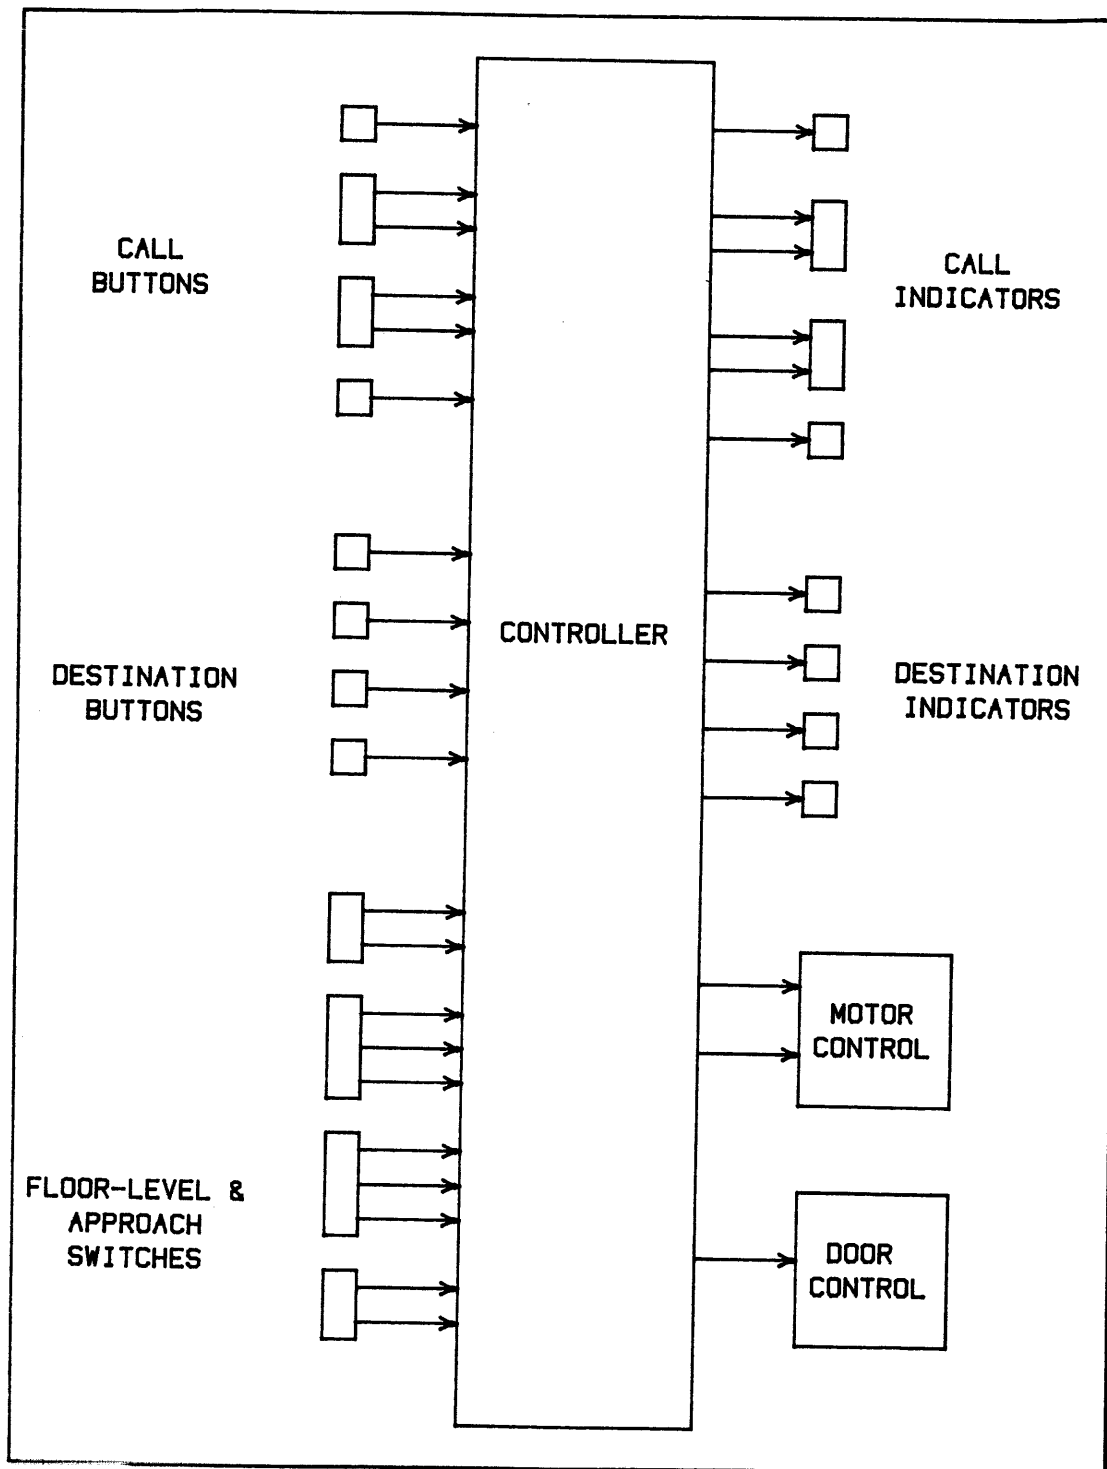 CALL
BUTTONS
CALL
INDICATORS
CONTROLLER
DESTINATION
BUTTONS
DESTINATION
INDICATORS
MOTOR
CONTROL
FLOOR-LEVEL &
APPROACH
SWITCHES
DOOR
CONTROL